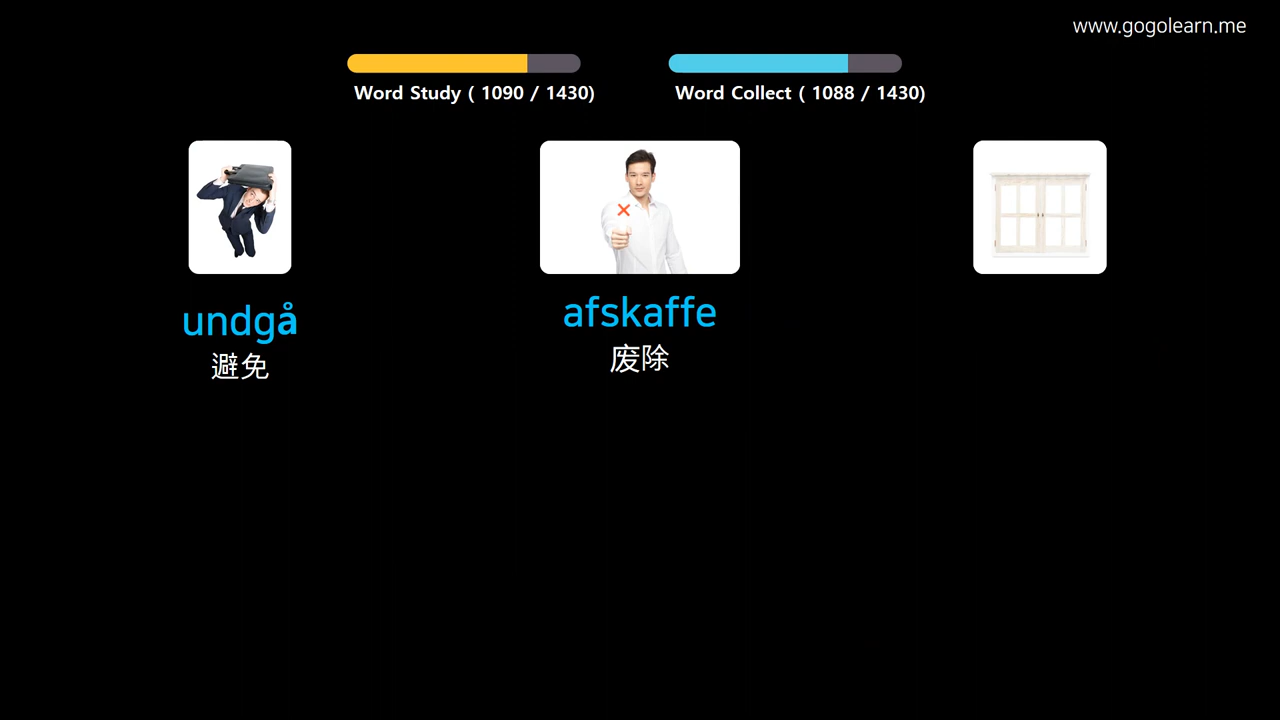 www.gogolearn.me
Word Study ( 1090 / 1430)
Word Collect ( 1088 / 1430)
undgå
避免
afskaffe
废除